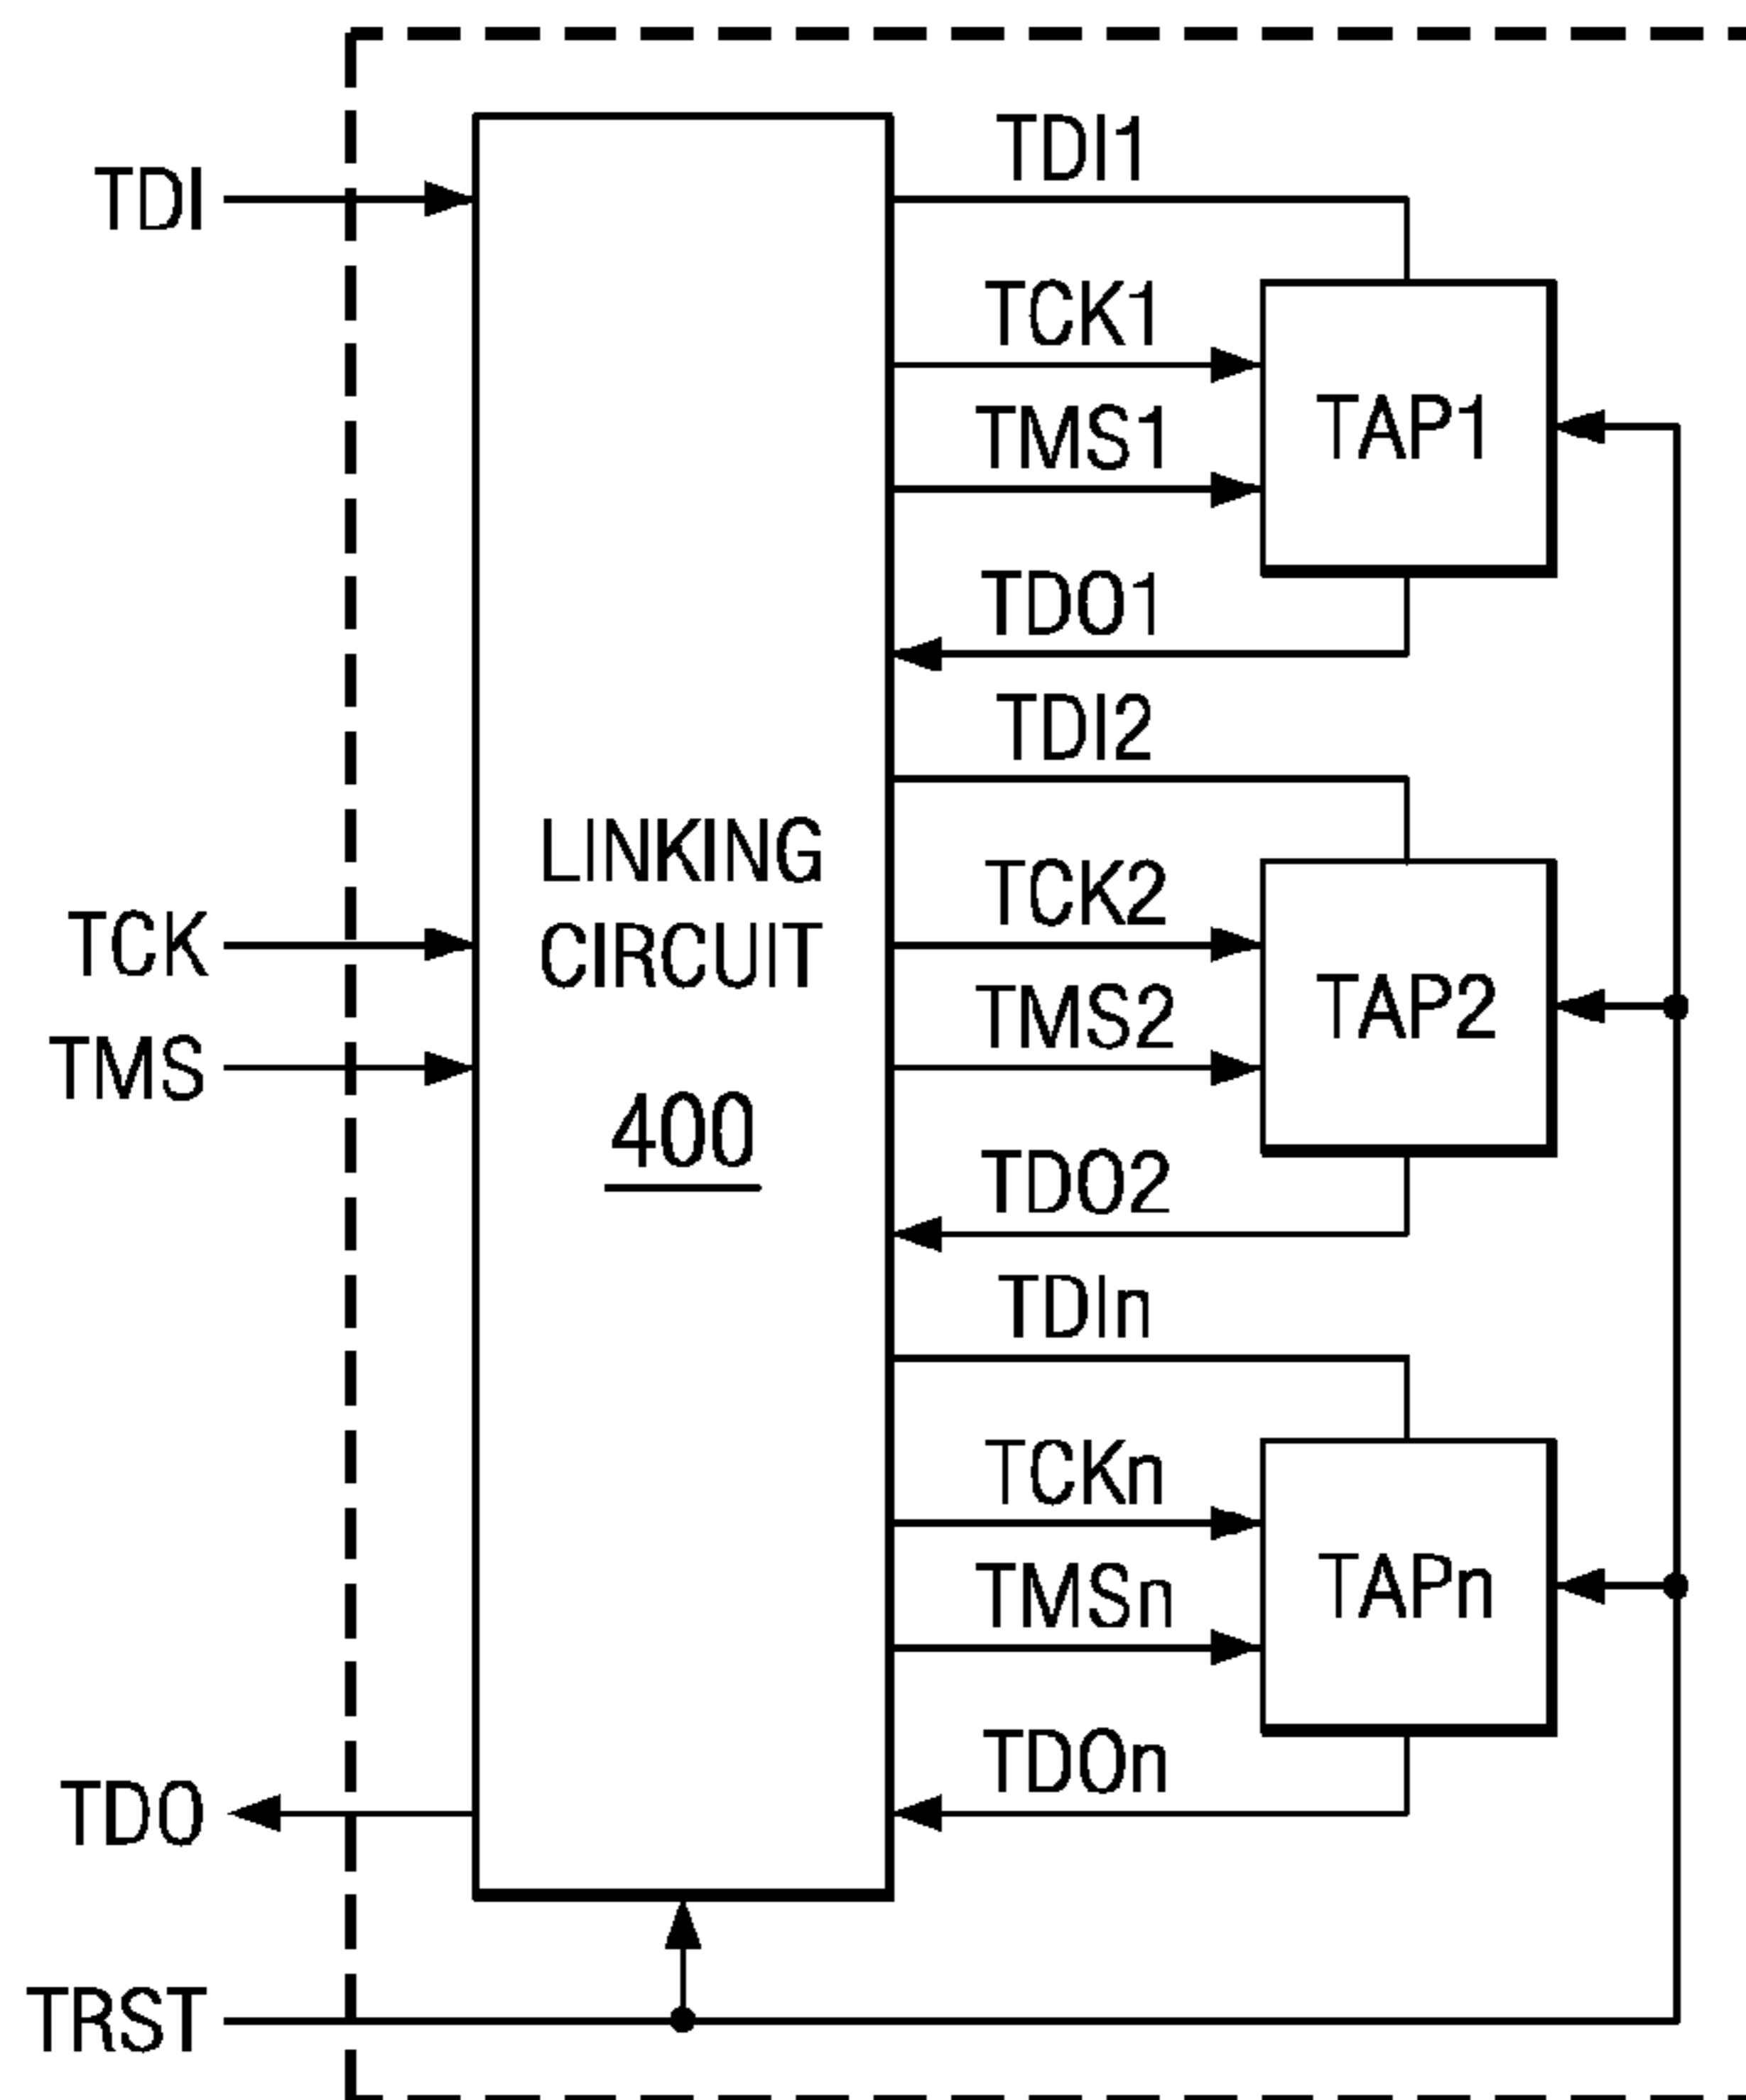 TDI
TCK
TMS
TDO
TRST
LINKING
CIRCUIT
400
TDI1
TCK1
TMS1
TDO1
TAP1
TDI2
TCK2
TMS2
TDO2
TAP2
TDIn
TCKn
TMSn
TDOn
TAPn